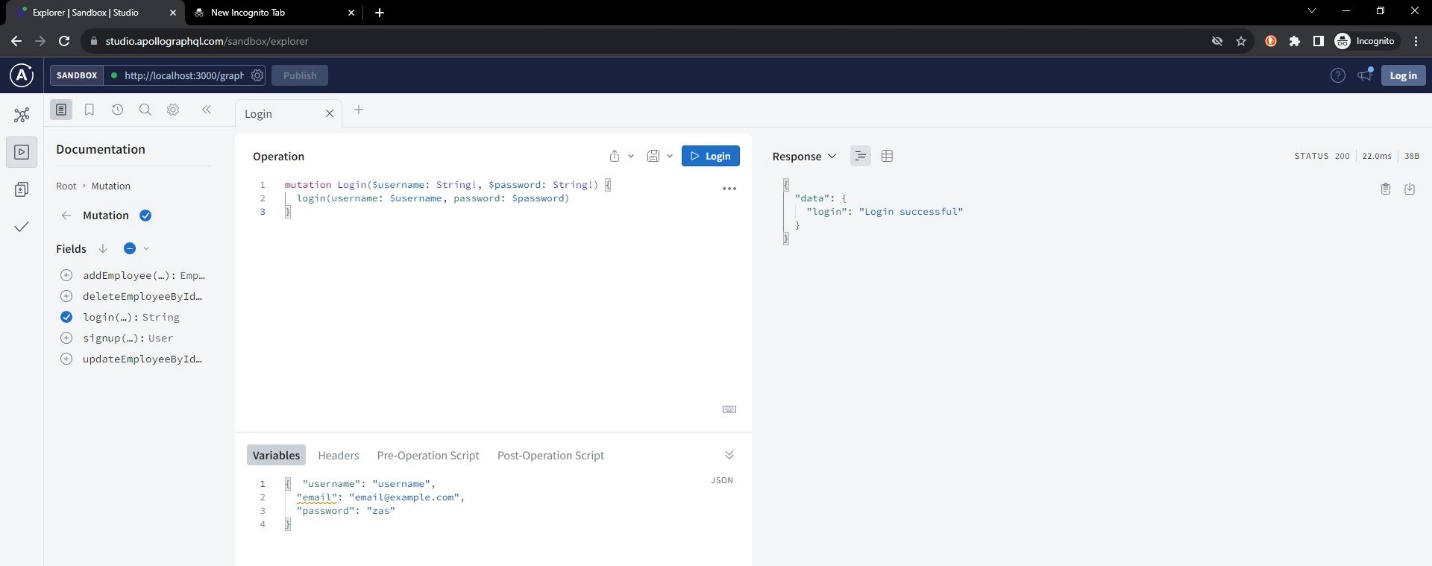 Explorer | Sandbox | Studio
New Incognito Tab
studio.apollographql.com/sandbox/explorer
Incognito
SANDBOX
http://localhost:3000/graph
Publish
Log in
Login
Documentation
Root › Mutation
Mutation
Fields
addEmployee(…): Emp…
deleteEmployeeById…
login(…): String
signup(…): User
updateEmployeeById…
Operation
Login
1 mutation Login($username: String!, $password: String!) {
2 login(username: $username, password: $password)
3 }
Variables
Headers
Pre-Operation Script
Post-Operation Script
JSON
1 { "username": "username",
2 "email": "email@example.com",
3 "password": "zas"
4 }
Response
STATUS 200
22.0ms
38B
{
"data": {
"login": "Login successful"
}
}